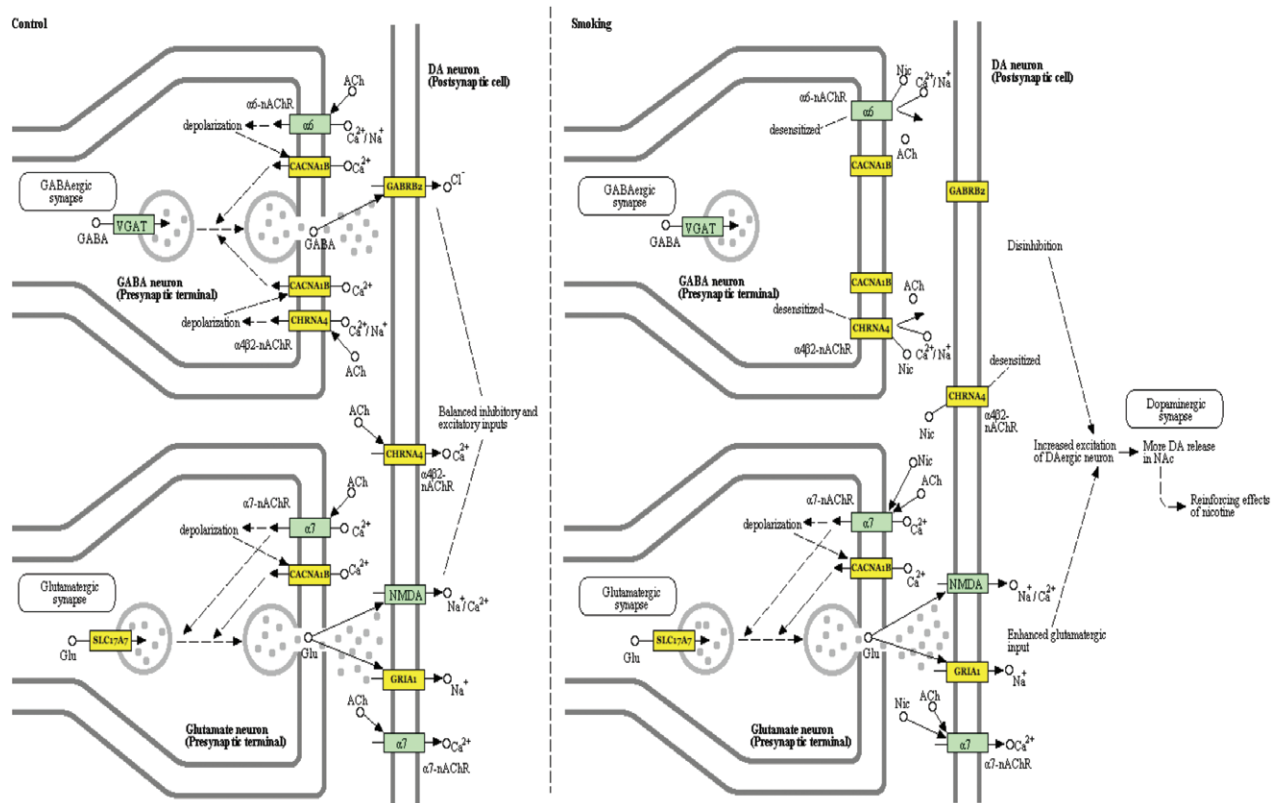 Control
DA neuron
(Postsynaptic cell)
ACh
α6-nAChR
α6
depolarization
Ca2+/Na+
CACNA1B
Ca2+
GABAergic
synapse
VGAT
GABA
GABA
GABRB2
Cl-
GABA neuron
(Presynaptic terminal)
CACNA1B
Ca2+
depolarization
CHRNA4
Ca2+/Na+
α4β2-nAChR
ACh
Balanced inhibitory and
excitatory inputs
ACh
CHRNA4
Ca2+
α4β2-
nAChR
α7-nAChR
ACh
depolarization
α7
Ca2+
CACNA1B
Ca2+
Glutamatergic
synapse
SLC17A7
Glu
Glu
NMDA
Na+/Ca2+
GRIA1
Na+
Glutamate neuron
(Presynaptic terminal)
ACh
α7
Ca2+
α7-nAChR
Smoking
DA neuron
(Postsynaptic cell)
Nic
Ca2+/Na+
α6-nAChR
α6
desensitized
ACh
CACNA1B
GABAergic
synapse
VGAT
GABA
GABRB2
Disinhibition
GABA neuron
(Presynaptic terminal)
CACNA1B
ACh
desensitized
CHRNA4
Ca2+/Na+
α4β2-nAChR
Nic
desensitized
CHRNA4
α4β2-
nAChR
Nic
Dopaminergic
synapse
Increased excitation
of DAergic neuron
More DA release
in NAc
Reinforcing effects
of nicotine
Nic
ACh
α7-nAChR
depolarization
α7
Ca2+
CACNA1B
Ca2+
Glutamatergic
synapse
SLC17A7
Glu
Glu
NMDA
Na+/Ca2+
Enhanced glutamatergic
input
GRIA1
Na+
Glutamate neuron
(Presynaptic terminal)
Nic
ACh
α7
Ca2+
α7-nAChR